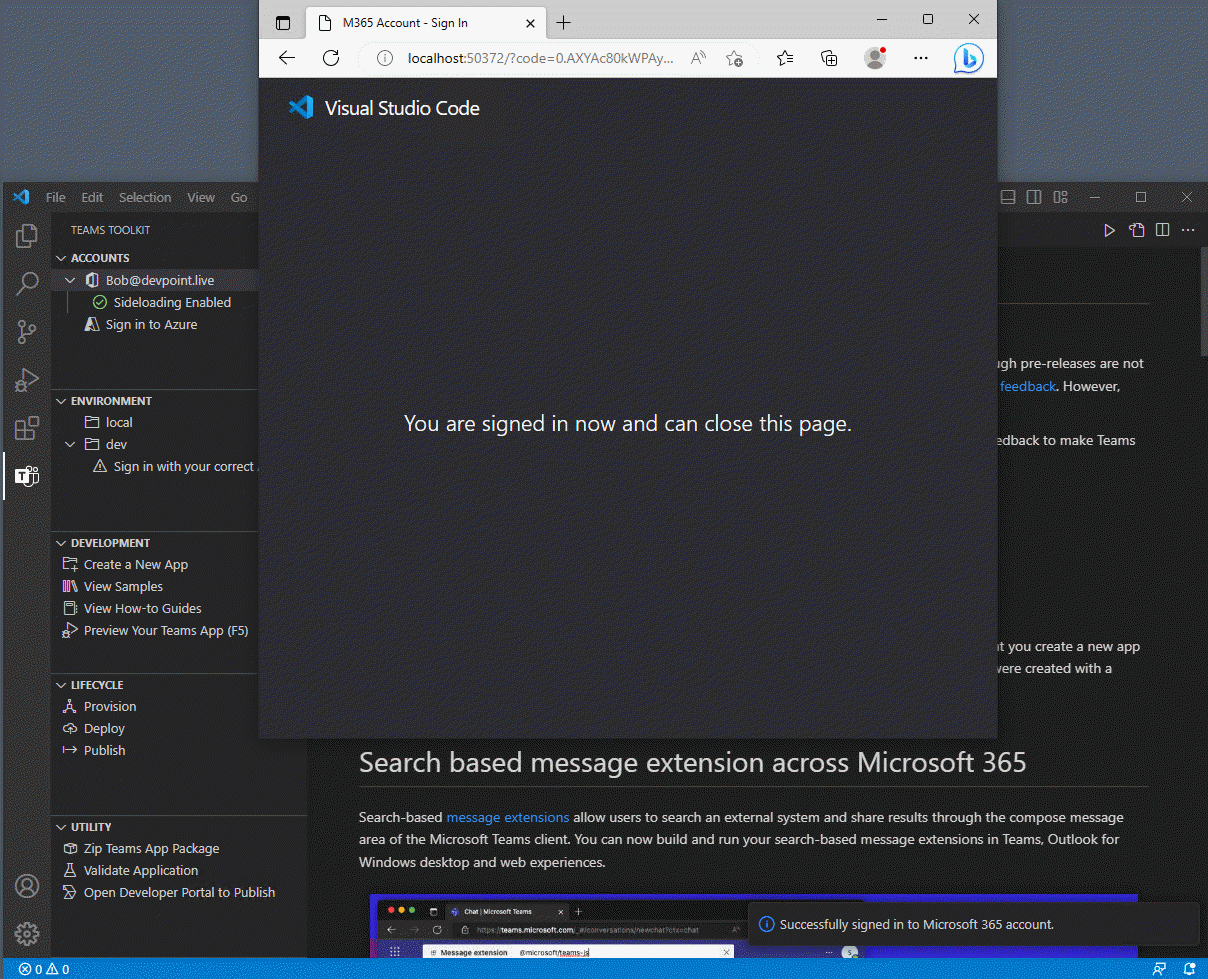 M365 Account - Sign In
localhost:50372/?code=0.AXYAc80kWPAy...
Visual Studio Code
You are signed in now and can close this page.
File Edit Selection View Go
TEAMS TOOLKIT
ACCOUNTS
Bob@devpoint.live
Sideloading Enabled
Sign in to Azure
ENVIRONMENT
local
dev
Sign in with your correct
DEVELOPMENT
Create a New App
View Samples
View How-to Guides
Preview Your Teams App (F5)
LIFECYCLE
Provision
Deploy
Publish
UTILITY
Zip Teams App Package
Validate Application
Open Developer Portal to Publish
ugh pre-releases are not
feedback. However,
edback to make Teams
t you create a new app
were created with a
Search based message extension across Microsoft 365
Search-based message extensions allow users to search an external system and share results through the compose message
area of the Microsoft Teams client. You can now build and run your search-based message extensions in Teams, Outlook for
Windows desktop and web experiences.
Chat | Microsoft Teams
https://teams.microsoft.com/_#/conversations/newchat?ctx=chat
Message extension @microsoft/teams-js
Successfully signed in to Microsoft 365 account.
0 0